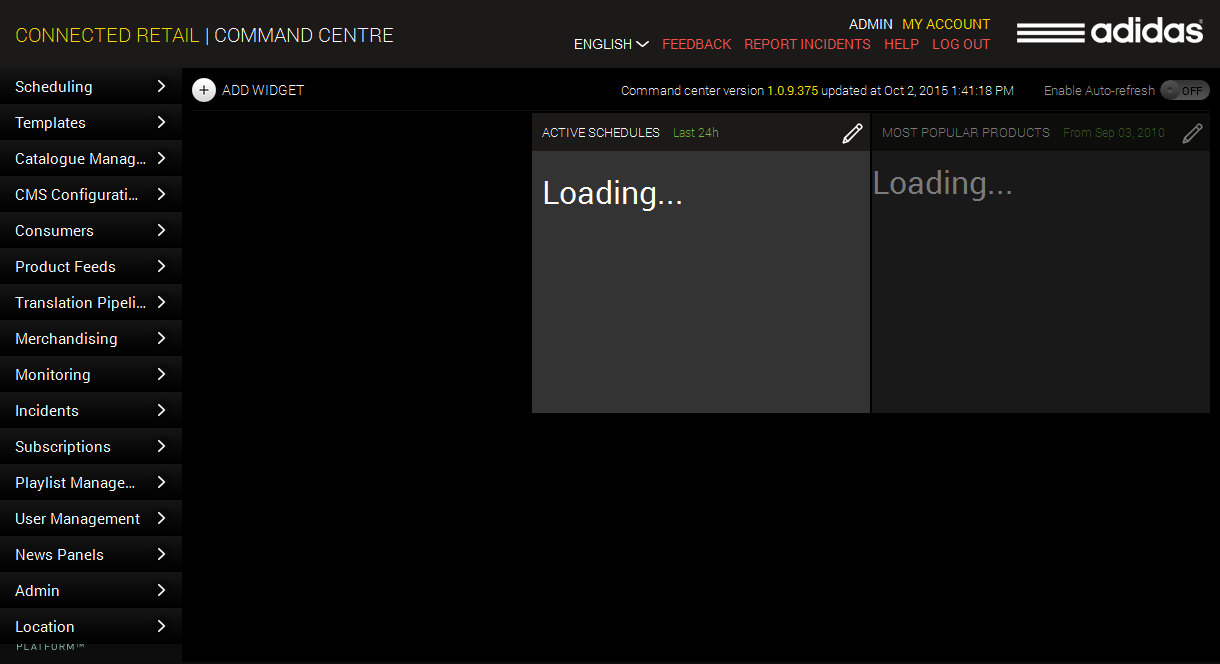 CONNECTED RETAIL | COMMAND CENTRE
ADMIN MY ACCOUNT
ENGLISH FEEDBACK REPORT INCIDENTS HELP LOG OUT
adidas
Scheduling
Templates
Catalogue Manag...
CMS Configurati...
Consumers
Product Feeds
Translation Pipeli...
Merchandising
Monitoring
Incidents
Subscriptions
Playlist Manage...
User Management
News Panels
Admin
Location
PLATFORM™
ADD WIDGET
Command center version 1.0.9.375 updated at Oct 2, 2015 1:41:18 PM
Enable Auto-refresh OFF
ACTIVE SCHEDULES Last 24h
Loading...
MOST POPULAR PRODUCTS From Sep 03, 2010
Loading...